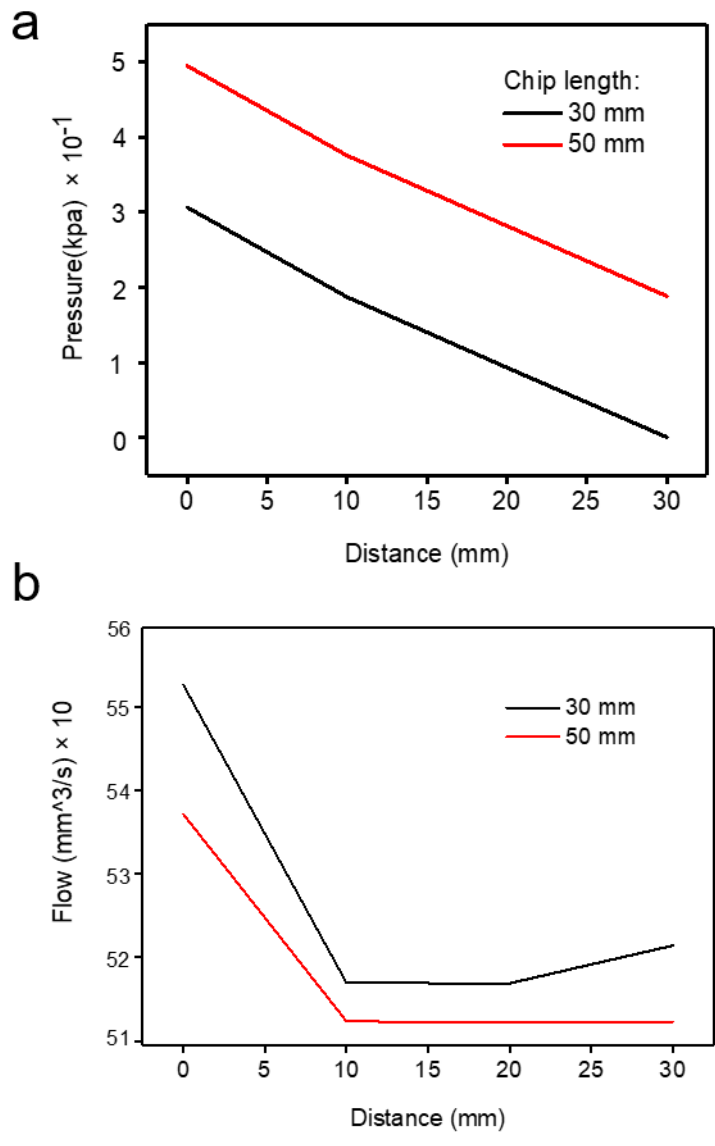 a
Pressure(kpa) × 10⁻¹
5
4
3
2
1
0
Chip length:
30 mm
50 mm
0 5 10 15 20 25 30
Distance (mm)
b
Flow (mm^3/s) × 10
56
55
54
53
52
51
30 mm
50 mm
0 5 10 15 20 25 30
Distance (mm)